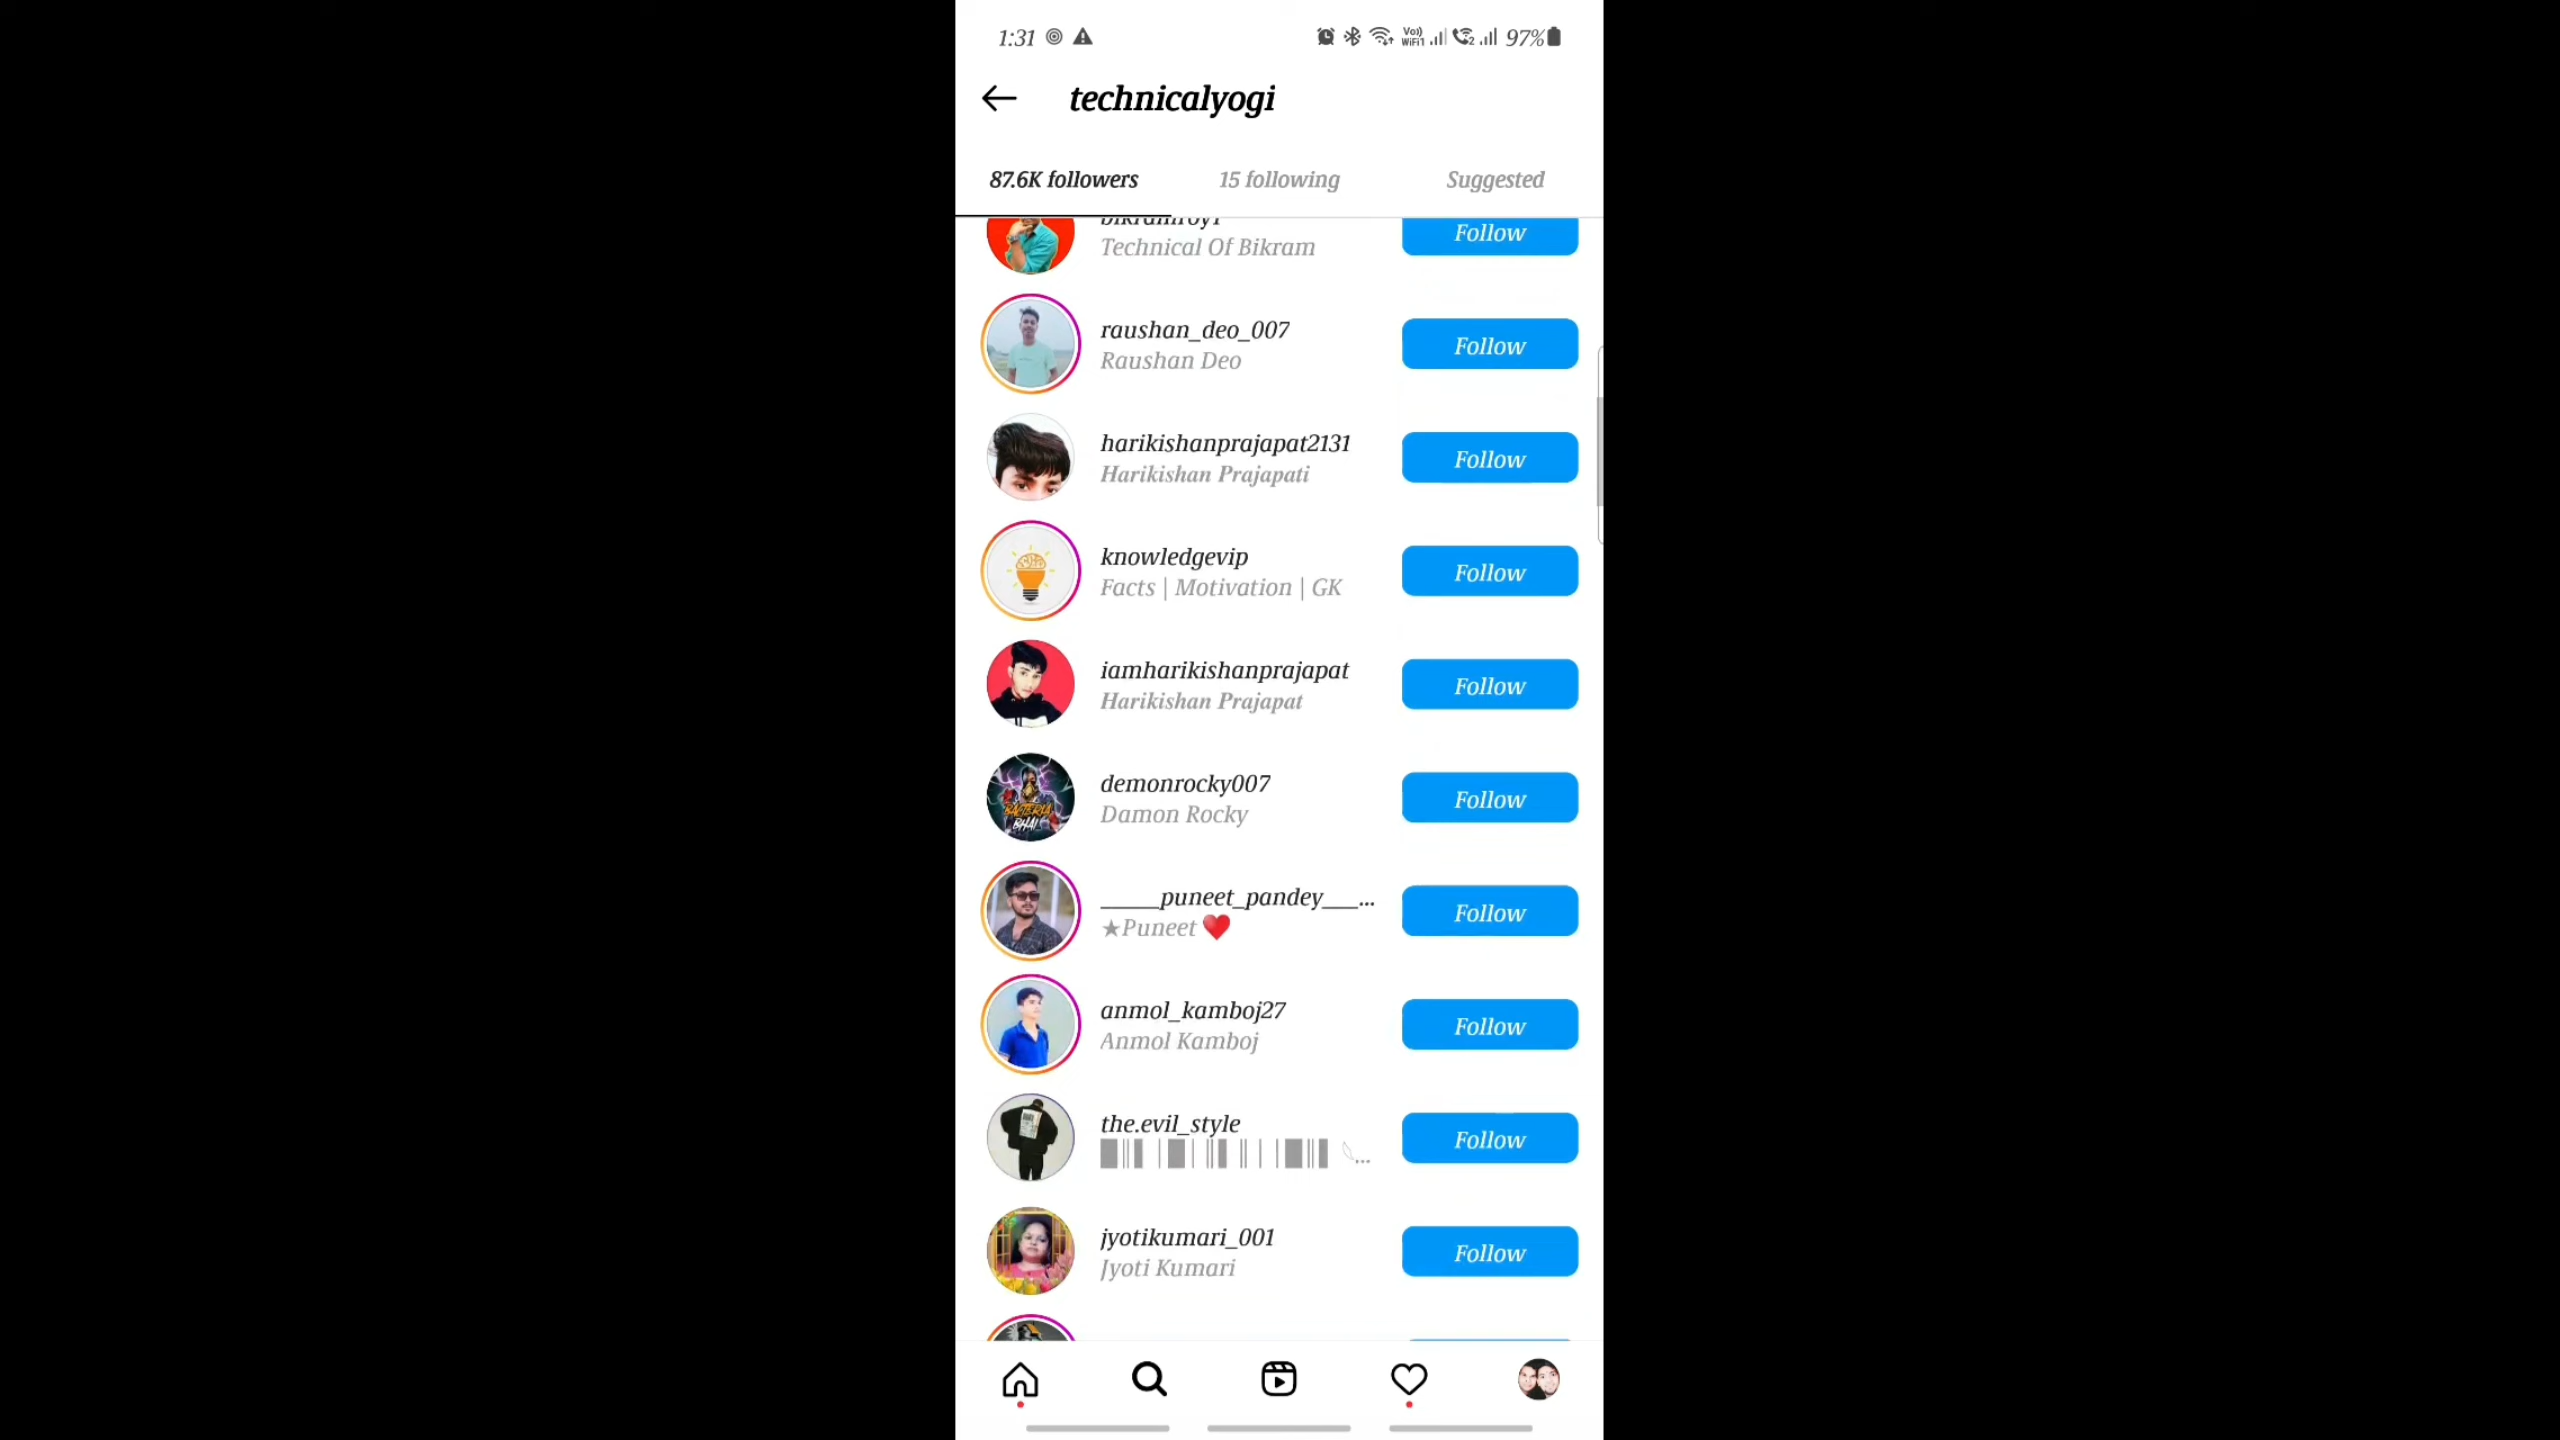 1:31 97%
technicalyogi
87.6K followers 15 following Suggested
Technical Of Bikram Follow
raushan_deo_007
Raushan Deo
Follow
harikishanprajapat2131
Harikishan Prajapati
Follow
knowledgevip
Facts | Motivation | GK
Follow
iamharikishanprajapat
Harikishan Prajapat
Follow
demonrocky007
Damon Rocky
Follow
BACTERIA
BHAI
_____puneet_pandey___...
★Puneet ❤️
Follow
anmol_kamboj27
Anmol Kamboj
Follow
the.evil_style
Follow
jyotikumari_001
Jyoti Kumari
Follow